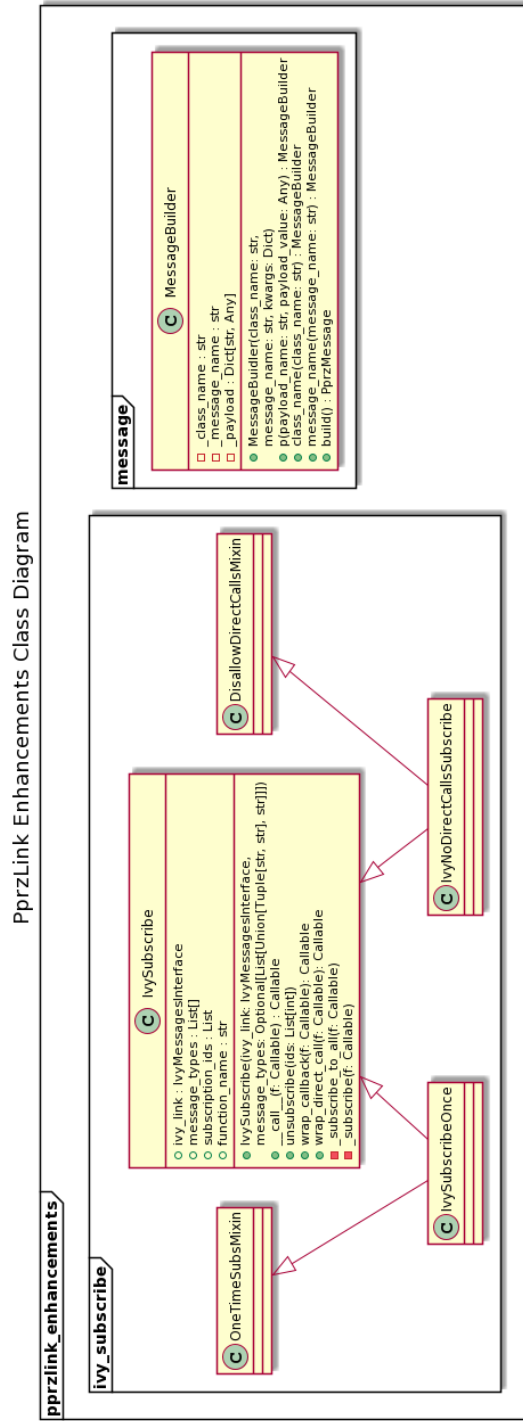 PprzLink Enhancements Class Diagram
pprzlink_enhancements
ivy_subscribe
C OneTimeSubsMixin
C IvySubscribe
ivy_link : IvyMessagesInterface
message_types : List[]
subscription_ids : List
function_name : str
IvySubscribe(ivy_link: IvyMessagesInterface,
message_types: Optional[List[Union[Tuple[str, str], str]]])
__call__(f: Callable) : Callable
unsubscribe(ids: List[int])
wrap_callback(f: Callable): Callable
wrap_direct_call(f: Callable): Callable
_subscribe_to_all(f: Callable)
_subscribe(f: Callable)
C DisallowDirectCallsMixin
C IvySubscribeOnce
C IvyNoDirectCallsSubscribe
message
C MessageBuilder
_class_name : str
_message_name : str
_payload : Dict[str, Any]
MessageBuidler(class_name: str,
message_name: str, kwargs: Dict)
p(payload_name: str, payload_value: Any) : MessageBuilder
class_name(class_name: str) : MessageBuilder
message_name(message_name: str) : MessageBuilder
build() : PprzMessage